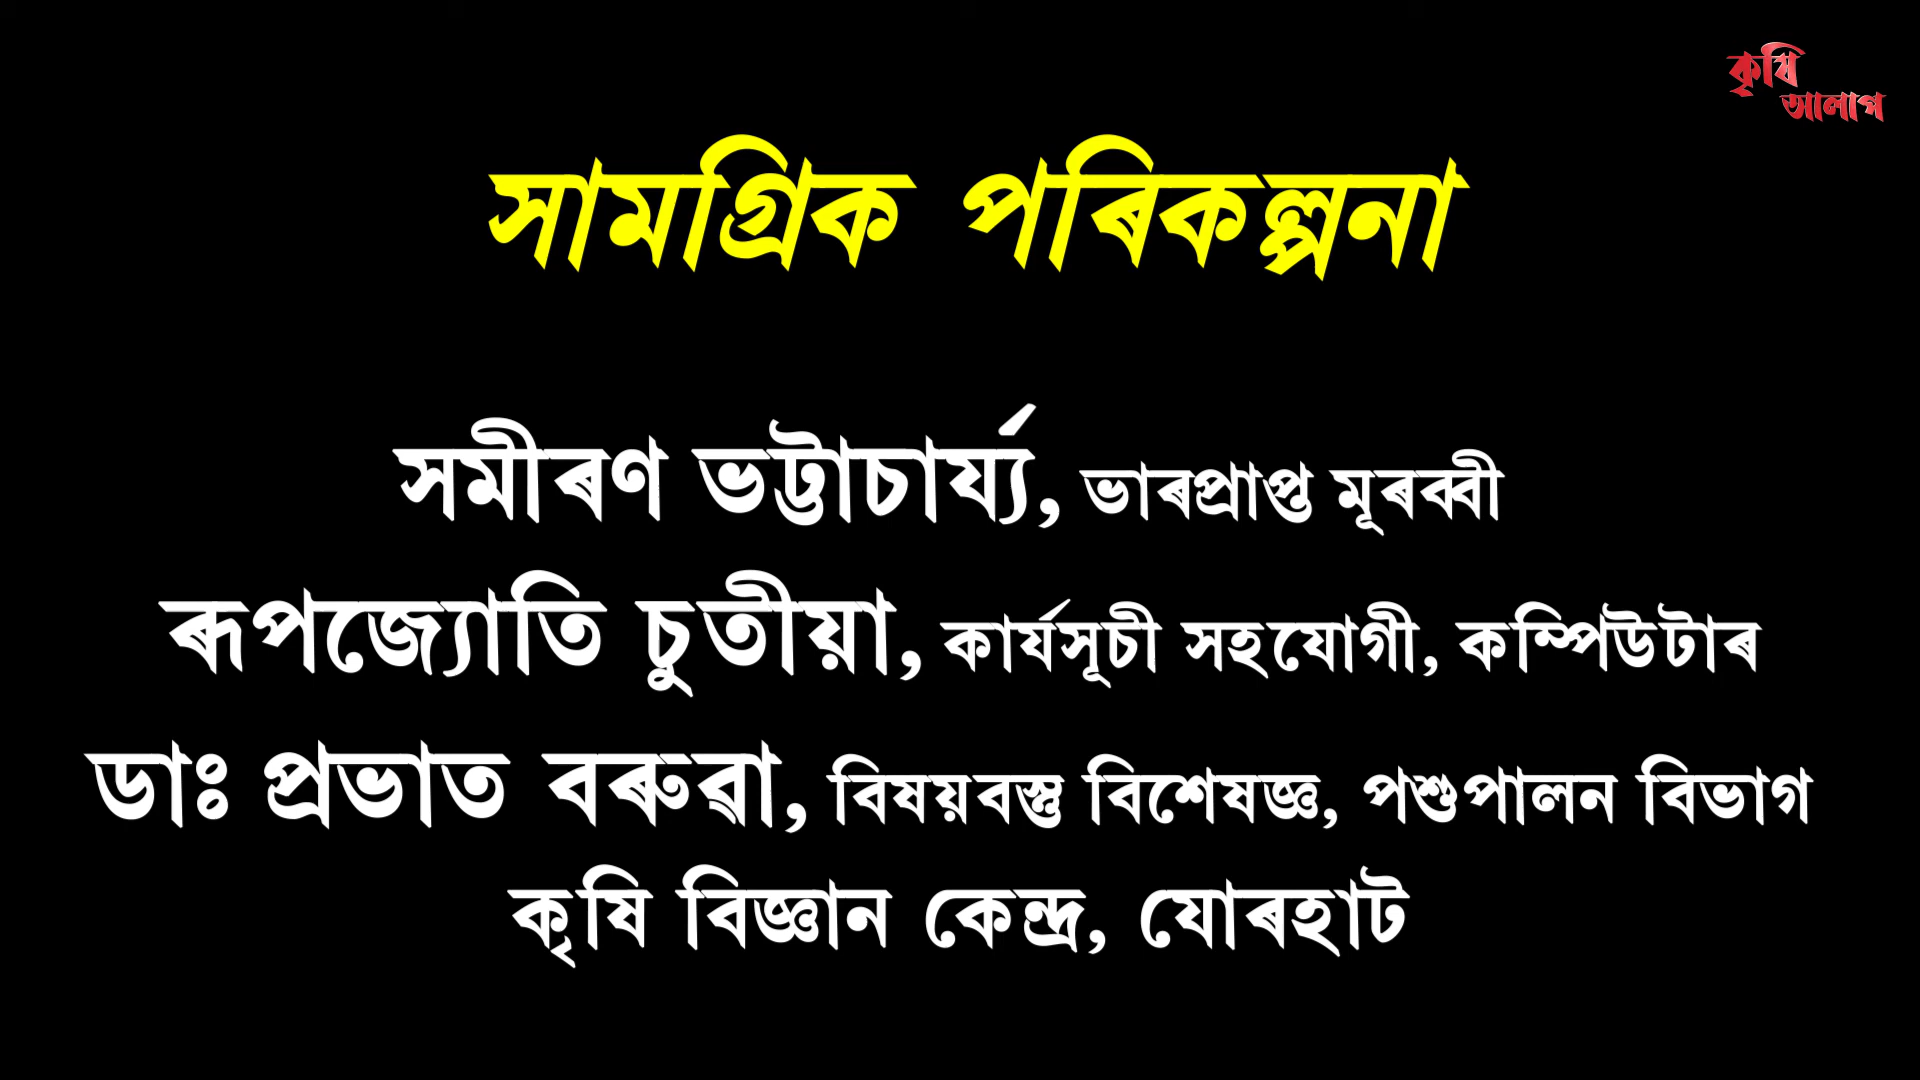 কৃষি
আলাপ
সামগ্ৰিক পৰিকল্পনা
সমীৰণ ভট্টাচাৰ্য্য, ভাৰপ্ৰাপ্ত মূৰব্বী
ৰূপজ্যোতি চুতীয়া, কাৰ্যসূচী সহযোগী, কম্পিউটাৰ
ডাঃ প্ৰভাত বৰুৱা, বিষয়বস্তু বিশেষজ্ঞ, পশুপালন বিভাগ
কৃষি বিজ্ঞান কেন্দ্ৰ, যোৰহাট